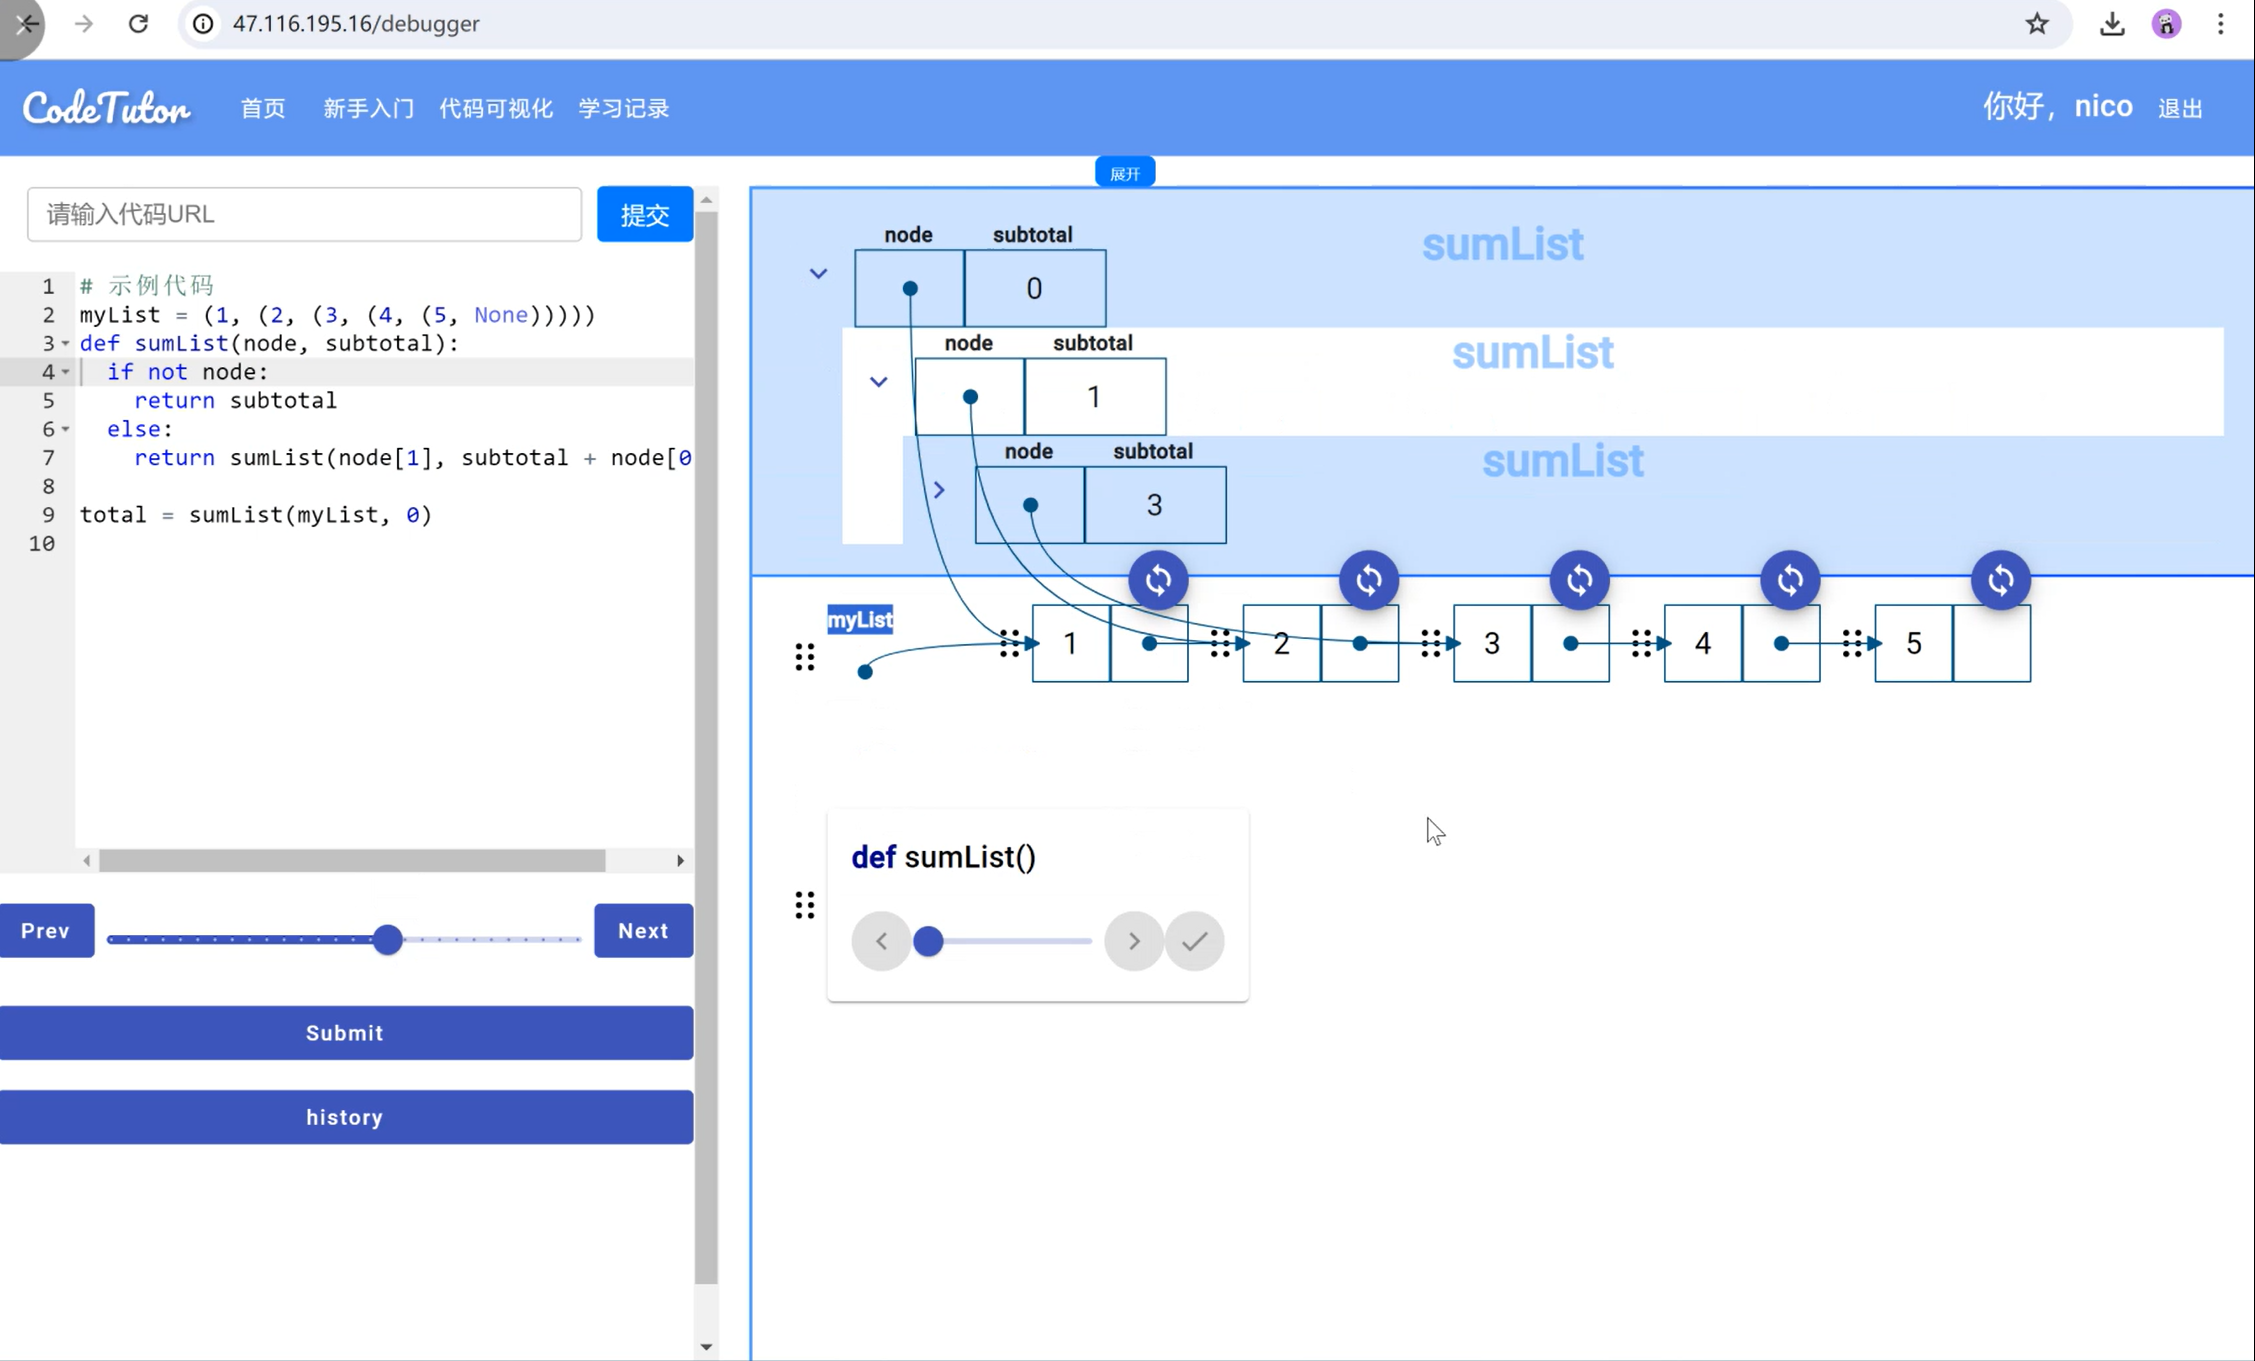 47.116.195.16/debugger
CodeTutor 首页 新手入门 代码可视化 学习记录 你好，nico 退出
展开
请输入代码URL 提交
1 # 示例代码
2 myList = (1, (2, (3, (4, (5, None)))))
3 def sumList(node, subtotal):
4 if not node:
5 return subtotal
6 else:
7 return sumList(node[1], subtotal + node[0
8
9 total = sumList(myList, 0)
10
Prev Next
Submit
history
node subtotal sumList
0
node subtotal sumList
1
node subtotal sumList
3
myList
1 2 3 4 5
def sumList()